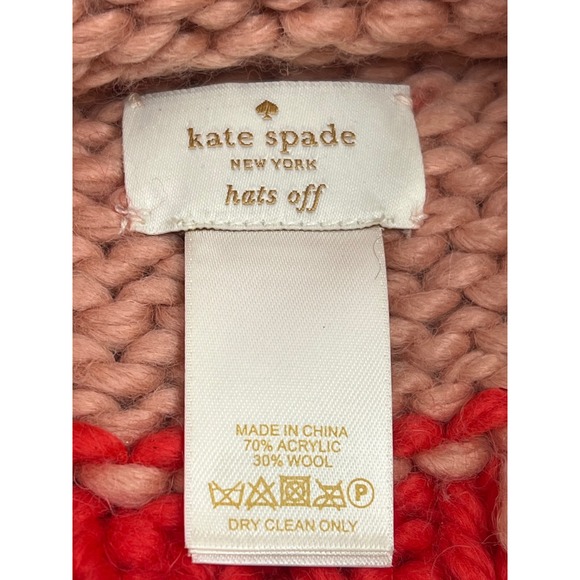 kate spade
NEW YORK
hats off
MADE IN CHINA
70% ACRYLIC
30% WOOL
P
DRY CLEAN ONLY